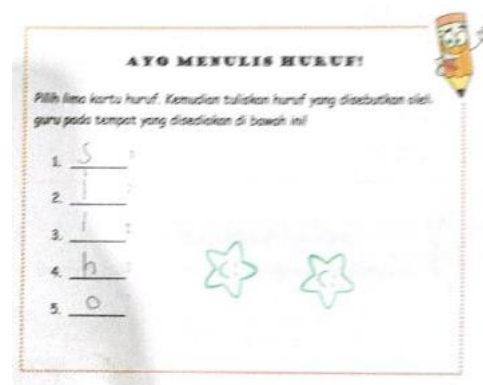 AYO MENULIS HURUF!
Pilih lima kartu huruf. Kemudian tuliskan huruf yang disebutkan oleh
guru pada tempat yang disediakan di bawah ini!
1. S
2. i
3. l
4. h
5. o